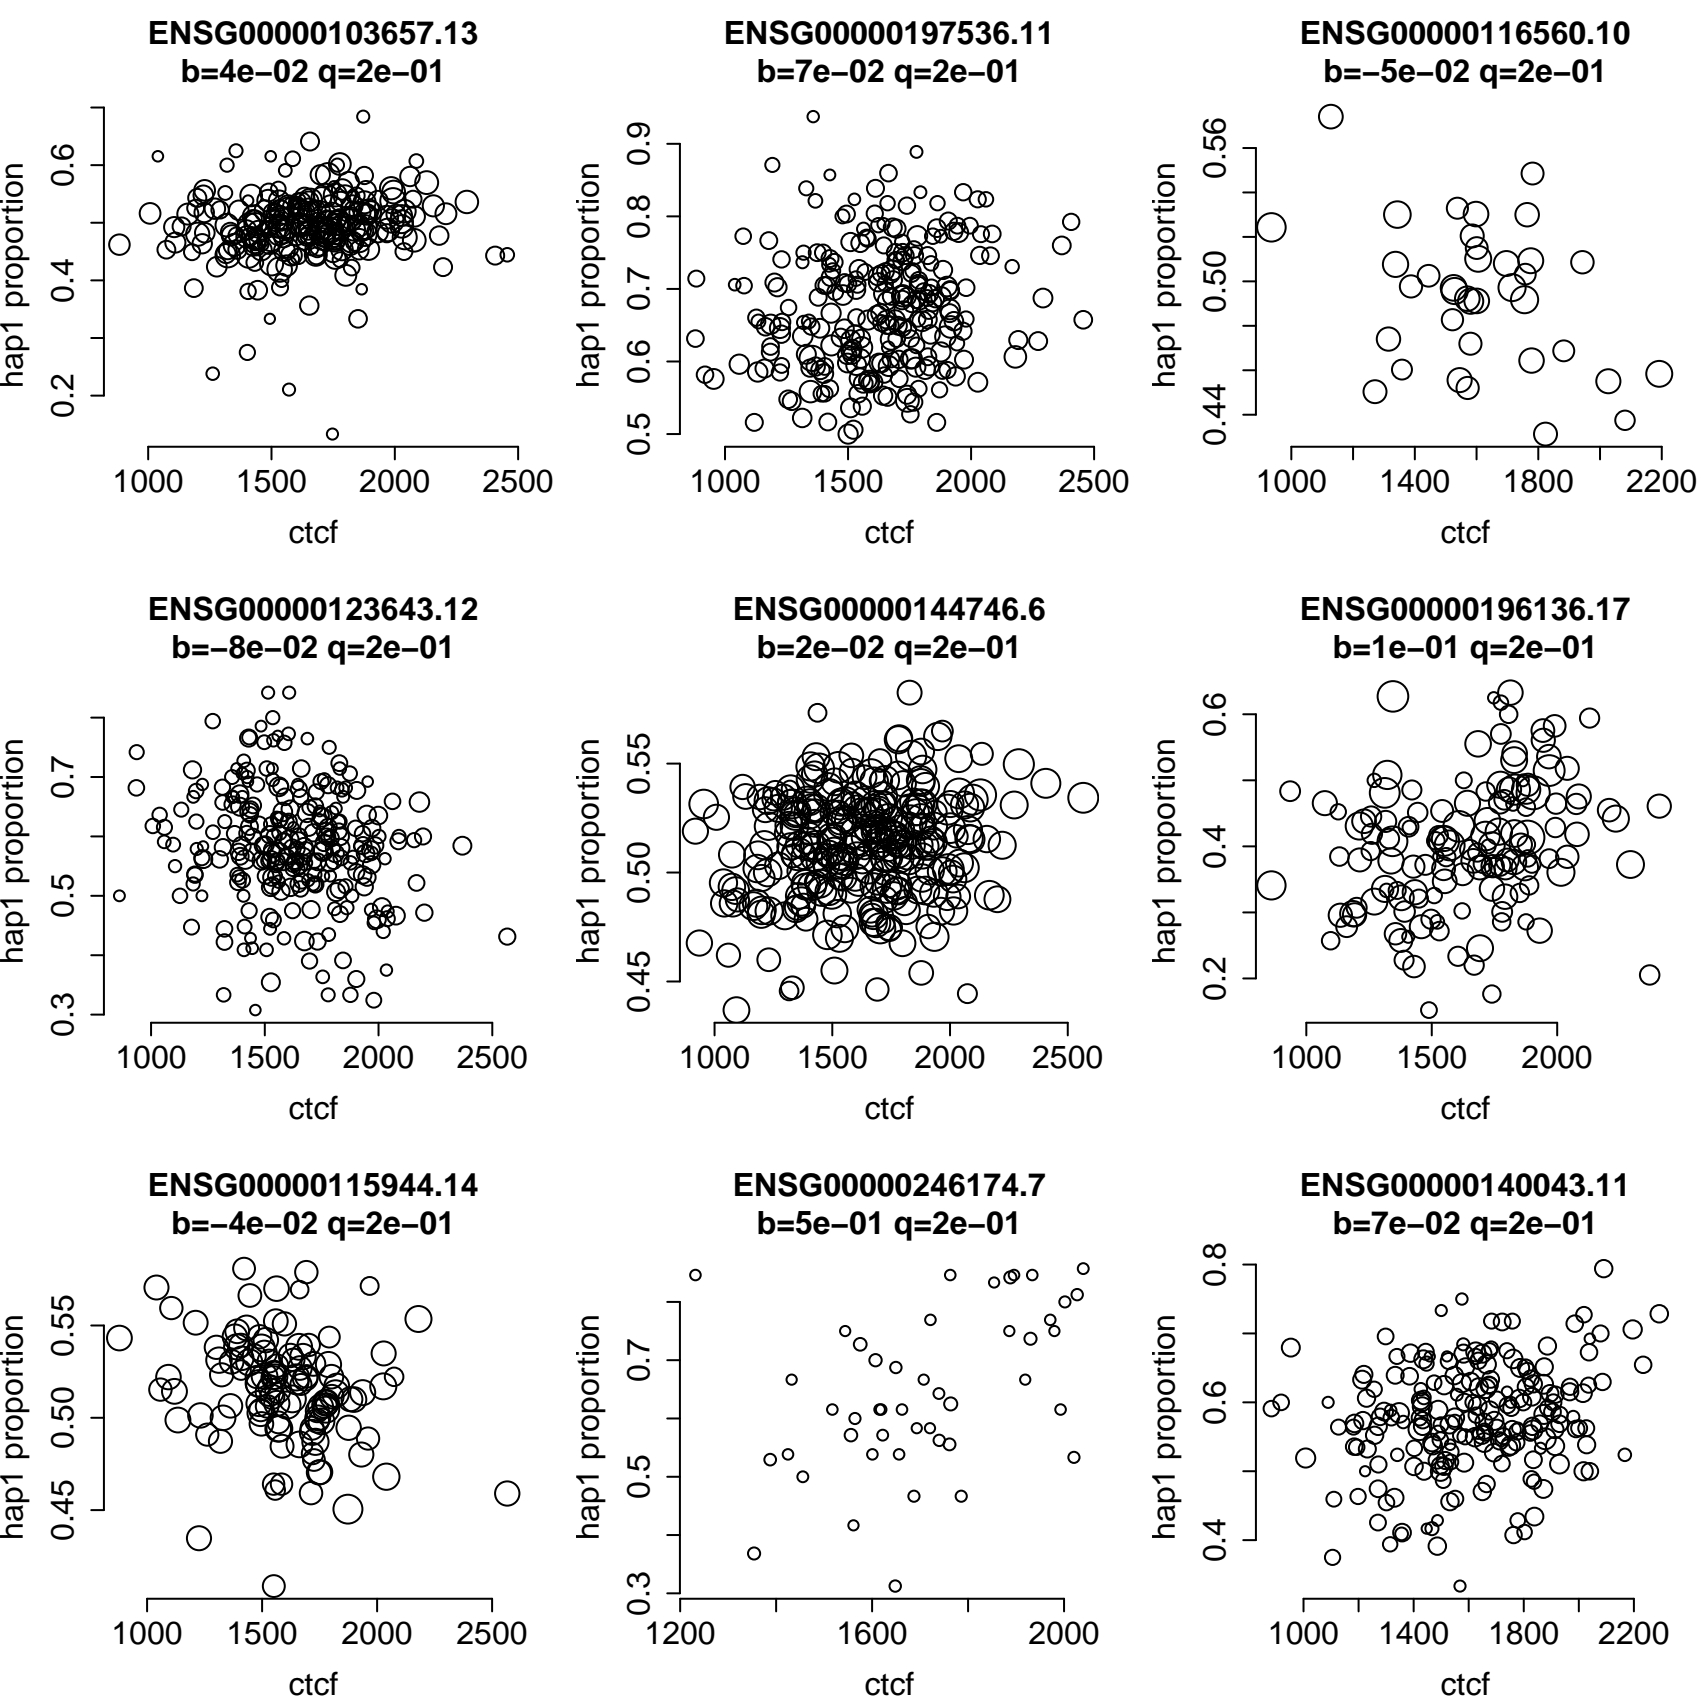 ENSG00000103657.13
b=4e−02 q=2e−01
hap1 proportion
0.6
0.4
0.2
1000 1500 2000 2500
ctcf
ENSG00000197536.11
b=7e−02 q=2e−01
hap1 proportion
0.9
0.8
0.7
0.6
0.5
1000 1500 2000 2500
ctcf
ENSG00000116560.10
b=−5e−02 q=2e−01
hap1 proportion
0.56
0.50
0.44
1000 1400 1800 2200
ctcf
ENSG00000123643.12
b=−8e−02 q=2e−01
hap1 proportion
0.7
0.5
0.3
1000 1500 2000 2500
ctcf
ENSG00000144746.6
b=2e−02 q=2e−01
hap1 proportion
0.55
0.50
0.45
1000 1500 2000 2500
ctcf
ENSG00000196136.17
b=1e−01 q=2e−01
hap1 proportion
0.6
0.4
0.2
1000 1500 2000
ctcf
ENSG00000115944.14
b=−4e−02 q=2e−01
hap1 proportion
0.55
0.50
0.45
1000 1500 2000 2500
ctcf
ENSG00000246174.7
b=5e−01 q=2e−01
hap1 proportion
0.7
0.5
0.3
1200 1600 2000
ctcf
ENSG00000140043.11
b=7e−02 q=2e−01
hap1 proportion
0.8
0.6
0.4
1000 1400 1800 2200
ctcf